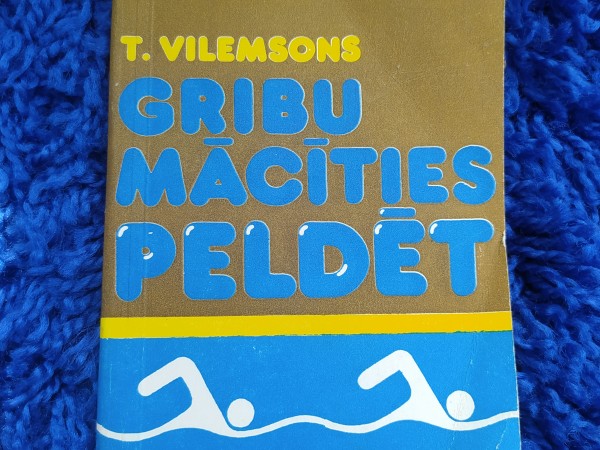 T. VILEMSONS
GRIBU
MĀCĪTIES
PELDĒT